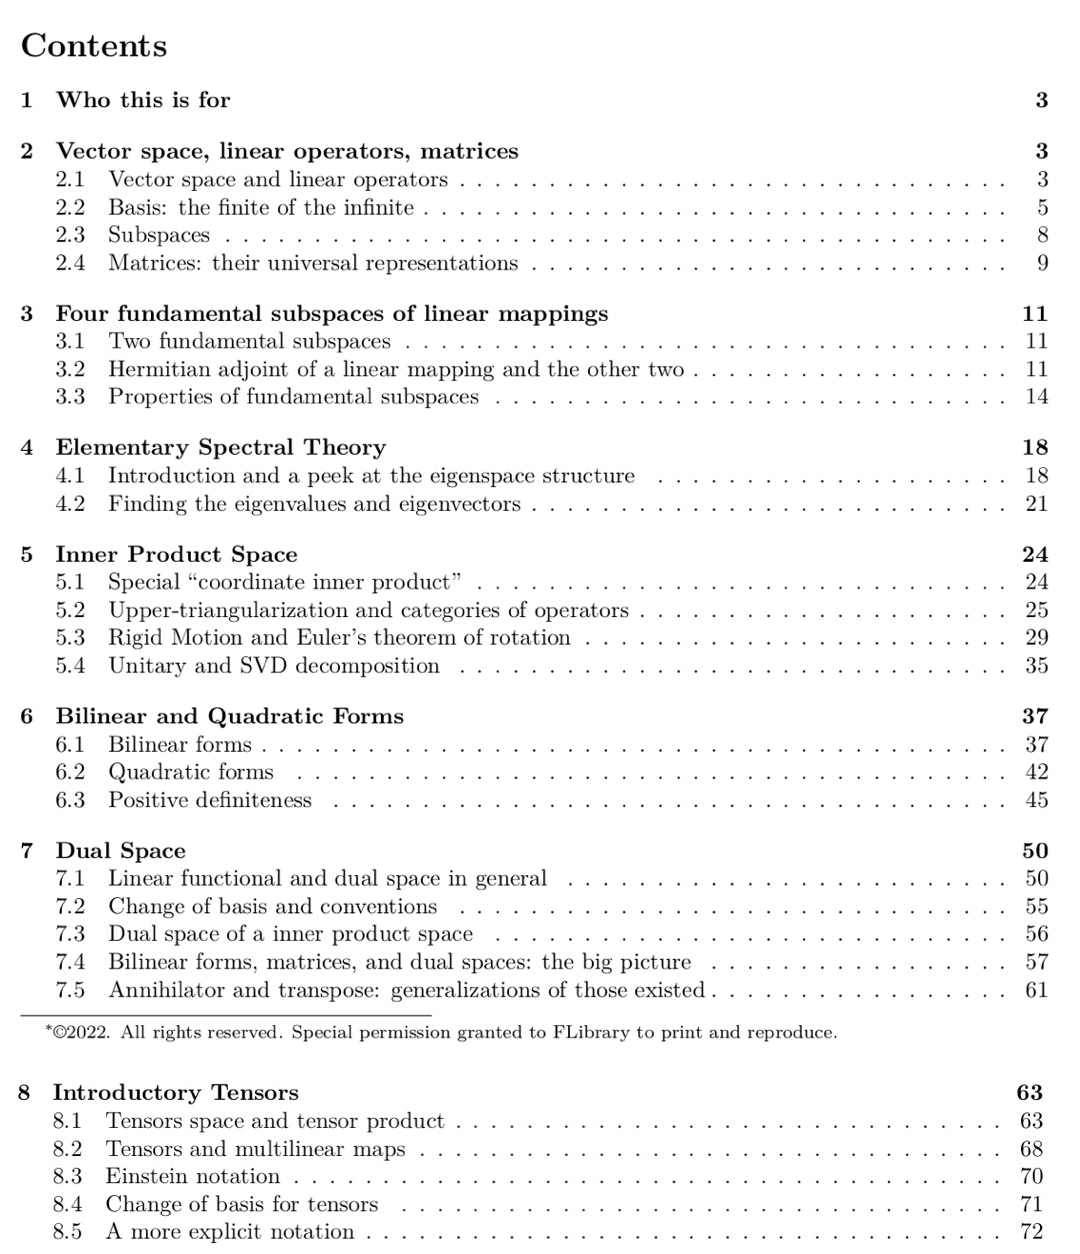 Contents
1 Who this is for 3
2 Vector space, linear operators, matrices 3
2.1 Vector space and linear operators . . . . . . . . . . . . . . . . . . . . . . . . . . . . . . . 3
2.2 Basis: the finite of the infinite . . . . . . . . . . . . . . . . . . . . . . . . . . . . . . . . . 5
2.3 Subspaces . . . . . . . . . . . . . . . . . . . . . . . . . . . . . . . . . . . . . . . . . . . . 8
2.4 Matrices: their universal representations . . . . . . . . . . . . . . . . . . . . . . . . . . . 9
3 Four fundamental subspaces of linear mappings 11
3.1 Two fundamental subspaces . . . . . . . . . . . . . . . . . . . . . . . . . . . . . . . . . . 11
3.2 Hermitian adjoint of a linear mapping and the other two . . . . . . . . . . . . . . . . . . 11
3.3 Properties of fundamental subspaces . . . . . . . . . . . . . . . . . . . . . . . . . . . . . 14
4 Elementary Spectral Theory 18
4.1 Introduction and a peek at the eigenspace structure . . . . . . . . . . . . . . . . . . . . 18
4.2 Finding the eigenvalues and eigenvectors . . . . . . . . . . . . . . . . . . . . . . . . . . . 21
5 Inner Product Space 24
5.1 Special “coordinate inner product” . . . . . . . . . . . . . . . . . . . . . . . . . . . . . . 24
5.2 Upper-triangularization and categories of operators . . . . . . . . . . . . . . . . . . . . . 25
5.3 Rigid Motion and Euler’s theorem of rotation . . . . . . . . . . . . . . . . . . . . . . . . 29
5.4 Unitary and SVD decomposition . . . . . . . . . . . . . . . . . . . . . . . . . . . . . . . 35
6 Bilinear and Quadratic Forms 37
6.1 Bilinear forms . . . . . . . . . . . . . . . . . . . . . . . . . . . . . . . . . . . . . . . . . . 37
6.2 Quadratic forms . . . . . . . . . . . . . . . . . . . . . . . . . . . . . . . . . . . . . . . . 42
6.3 Positive definiteness . . . . . . . . . . . . . . . . . . . . . . . . . . . . . . . . . . . . . . 45
7 Dual Space 50
7.1 Linear functional and dual space in general . . . . . . . . . . . . . . . . . . . . . . . . . 50
7.2 Change of basis and conventions . . . . . . . . . . . . . . . . . . . . . . . . . . . . . . . 55
7.3 Dual space of a inner product space . . . . . . . . . . . . . . . . . . . . . . . . . . . . . 56
7.4 Bilinear forms, matrices, and dual spaces: the big picture . . . . . . . . . . . . . . . . . 57
7.5 Annihilator and transpose: generalizations of those existed . . . . . . . . . . . . . . . . . 61
*©2022. All rights reserved. Special permission granted to FLibrary to print and reproduce.
8 Introductory Tensors 63
8.1 Tensors space and tensor product . . . . . . . . . . . . . . . . . . . . . . . . . . . . . . . 63
8.2 Tensors and multilinear maps . . . . . . . . . . . . . . . . . . . . . . . . . . . . . . . . . 68
8.3 Einstein notation . . . . . . . . . . . . . . . . . . . . . . . . . . . . . . . . . . . . . . . . 70
8.4 Change of basis for tensors . . . . . . . . . . . . . . . . . . . . . . . . . . . . . . . . . . 71
8.5 A more explicit notation . . . . . . . . . . . . . . . . . . . . . . . . . . . . . . . . . . . . 72